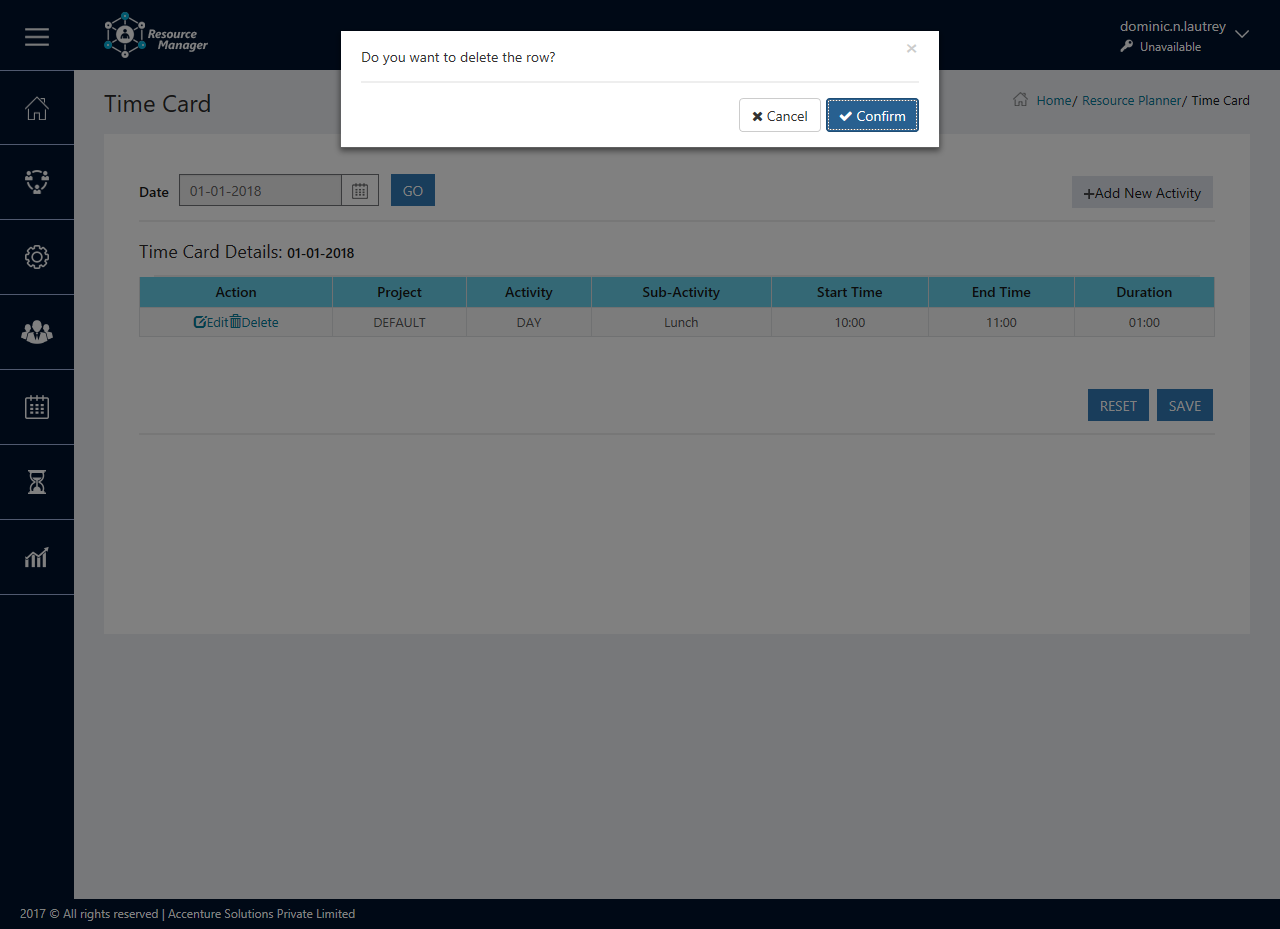 Resource
Manager
dominic.n.lautrey
Unavailable
Do you want to delete the row?
×
Cancel
Confirm
Time Card
Home/ Resource Planner/ Time Card
Date
01-01-2018
GO
+Add New Activity
Time Card Details: 01-01-2018
Action Project Activity Sub-Activity Start Time End Time Duration
Edit Delete DEFAULT DAY Lunch 10:00 11:00 01:00
RESET
SAVE
2017 © All rights reserved | Accenture Solutions Private Limited